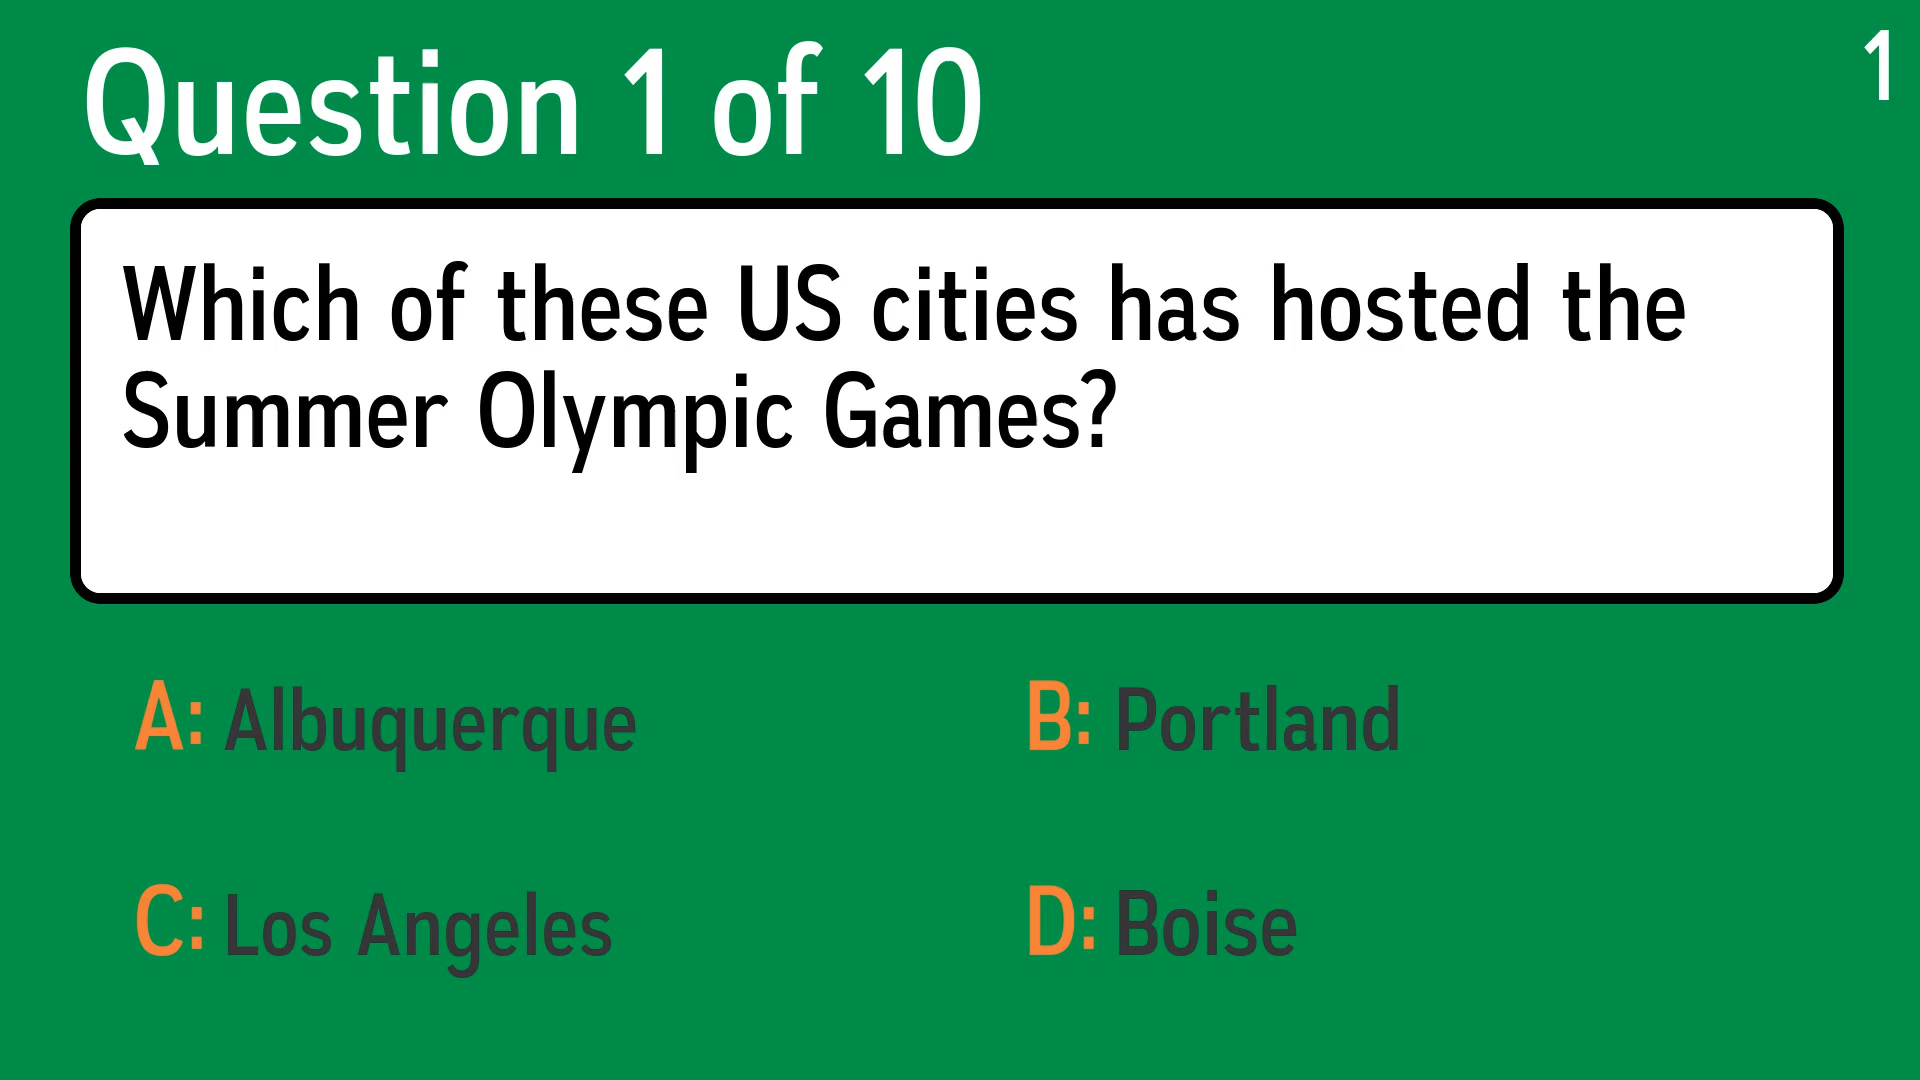 Question 1 of 10
1
Which of these US cities has hosted the
Summer Olympic Games?
A: Albuquerque
B: Portland
C: Los Angeles
D: Boise